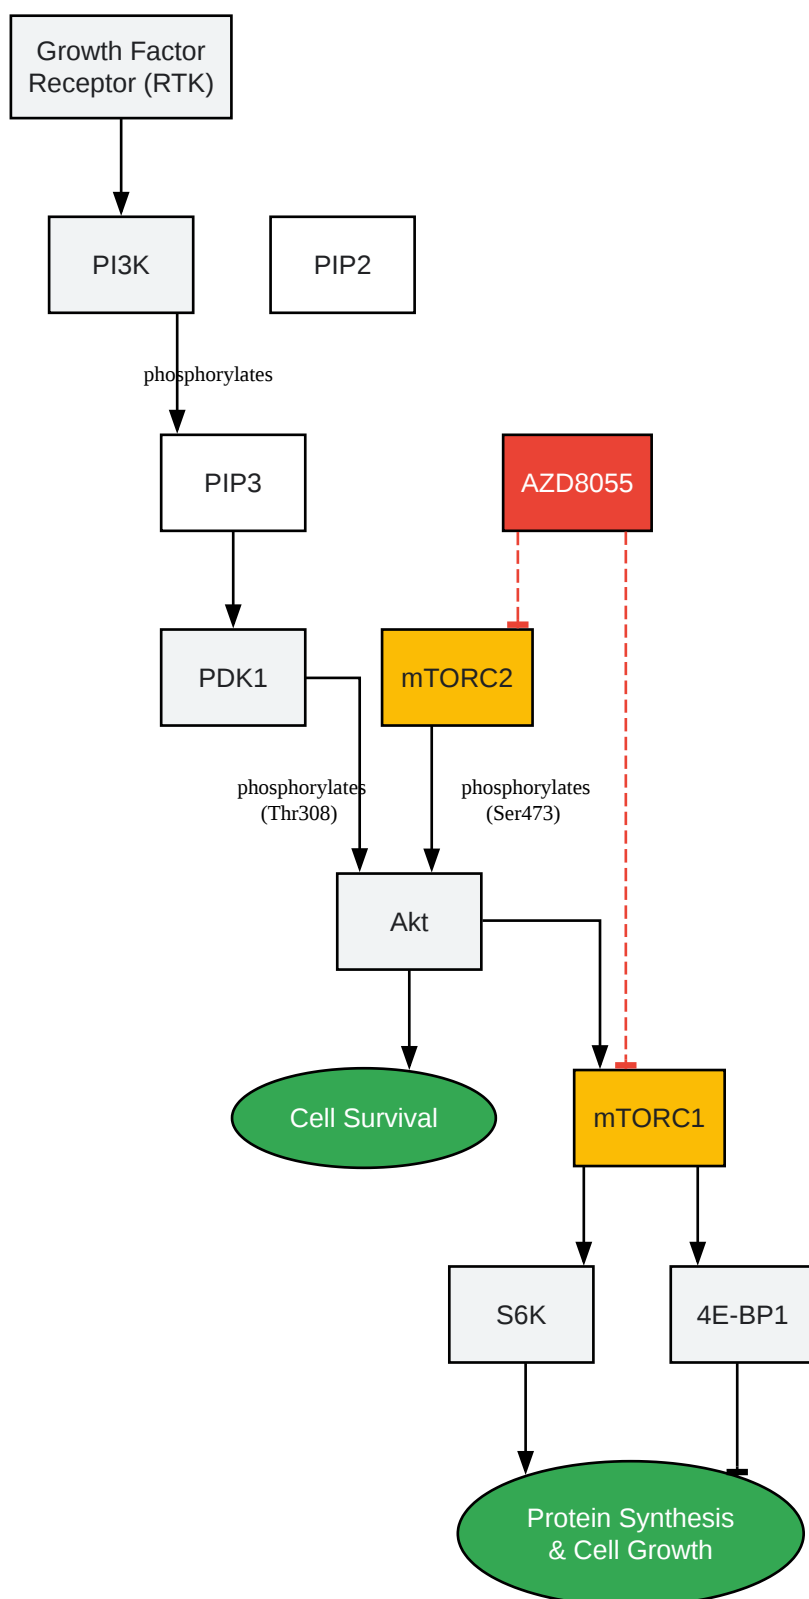 Growth Factor
Receptor (RTK)
PI3K
PIP2
phosphorylates
PIP3
AZD8055
PDK1
mTORC2
phosphorylates
(Thr308)
phosphorylates
(Ser473)
Akt
Cell Survival
mTORC1
S6K
4E-BP1
Protein Synthesis
& Cell Growth